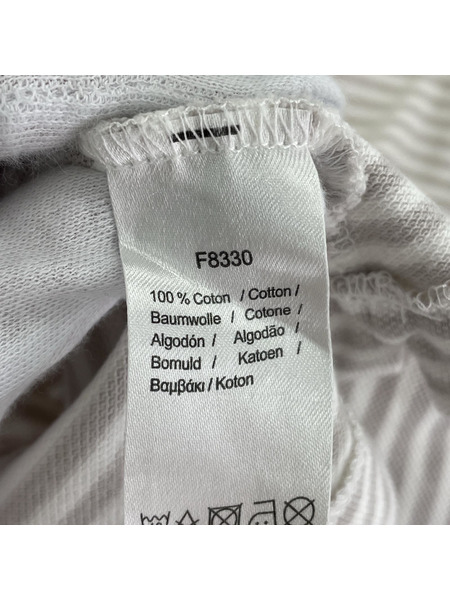 F8330
100 % Coton / Cotton /
Baumwolle / Cotone /
Algodón / Algodão /
Bomuld / Katoen /
Βαμβάκι / Koton